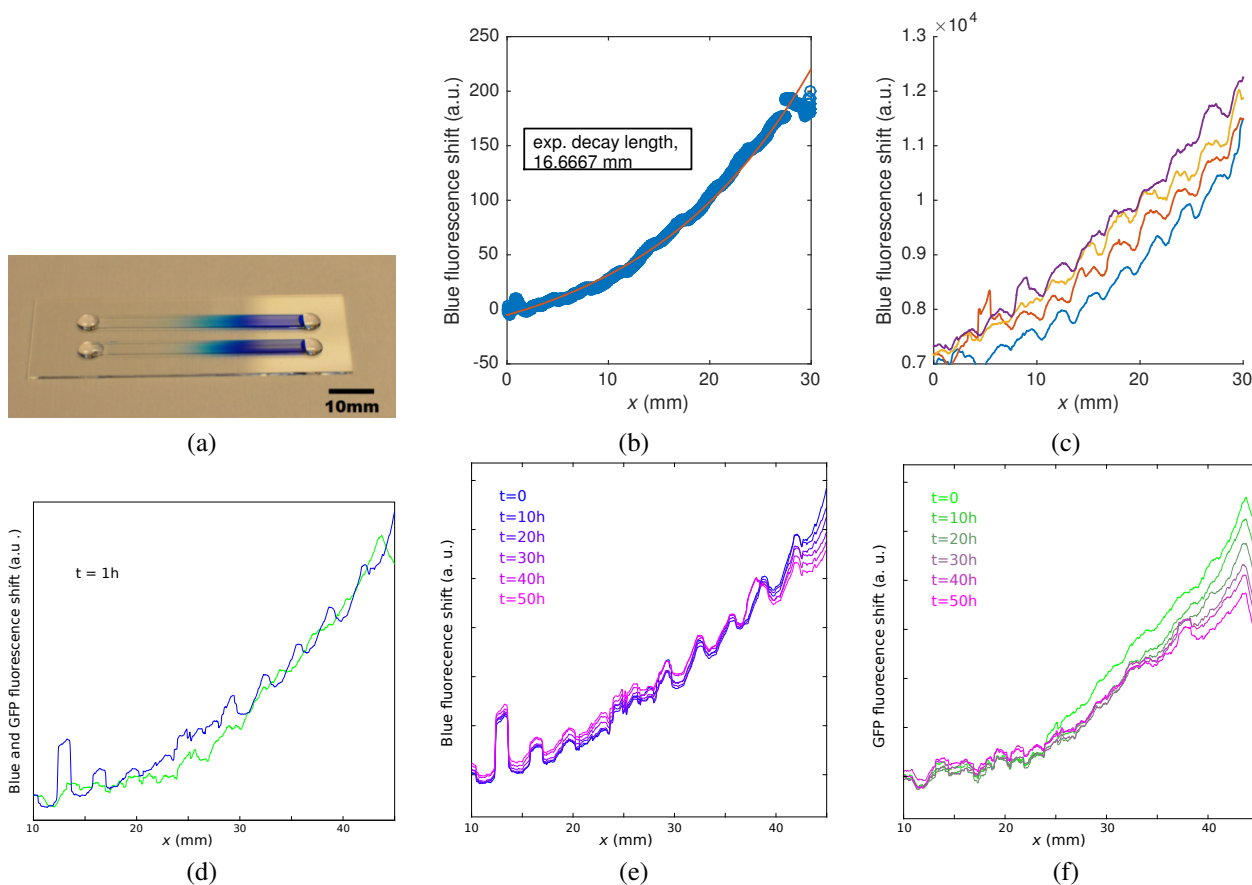 10mm
(a)
Blue fluorescence shift (a.u.)
250
200
150
100
50
0
-50
exp. decay length,
16.6667 mm
0 10 20 30
x (mm)
(b)
Blue fluorescence shift (a.u.)
×10⁴
1.3
1.2
1.1
1
0.9
0.8
0.7
0 10 20 30
x (mm)
(c)
Blue and GFP fluorescence shift (a.u .)
t = 1h
10 20 30 40
x (mm)
(d)
Blue fluorecence shift (a. u.)
t=0
t=10h
t=20h
t=30h
t=40h
t=50h
10 20 30 40
x (mm)
(e)
GFP fluorecence shift (a. u.)
t=0
t=10h
t=20h
t=30h
t=40h
t=50h
10 20 30 40
x (mm)
(f)